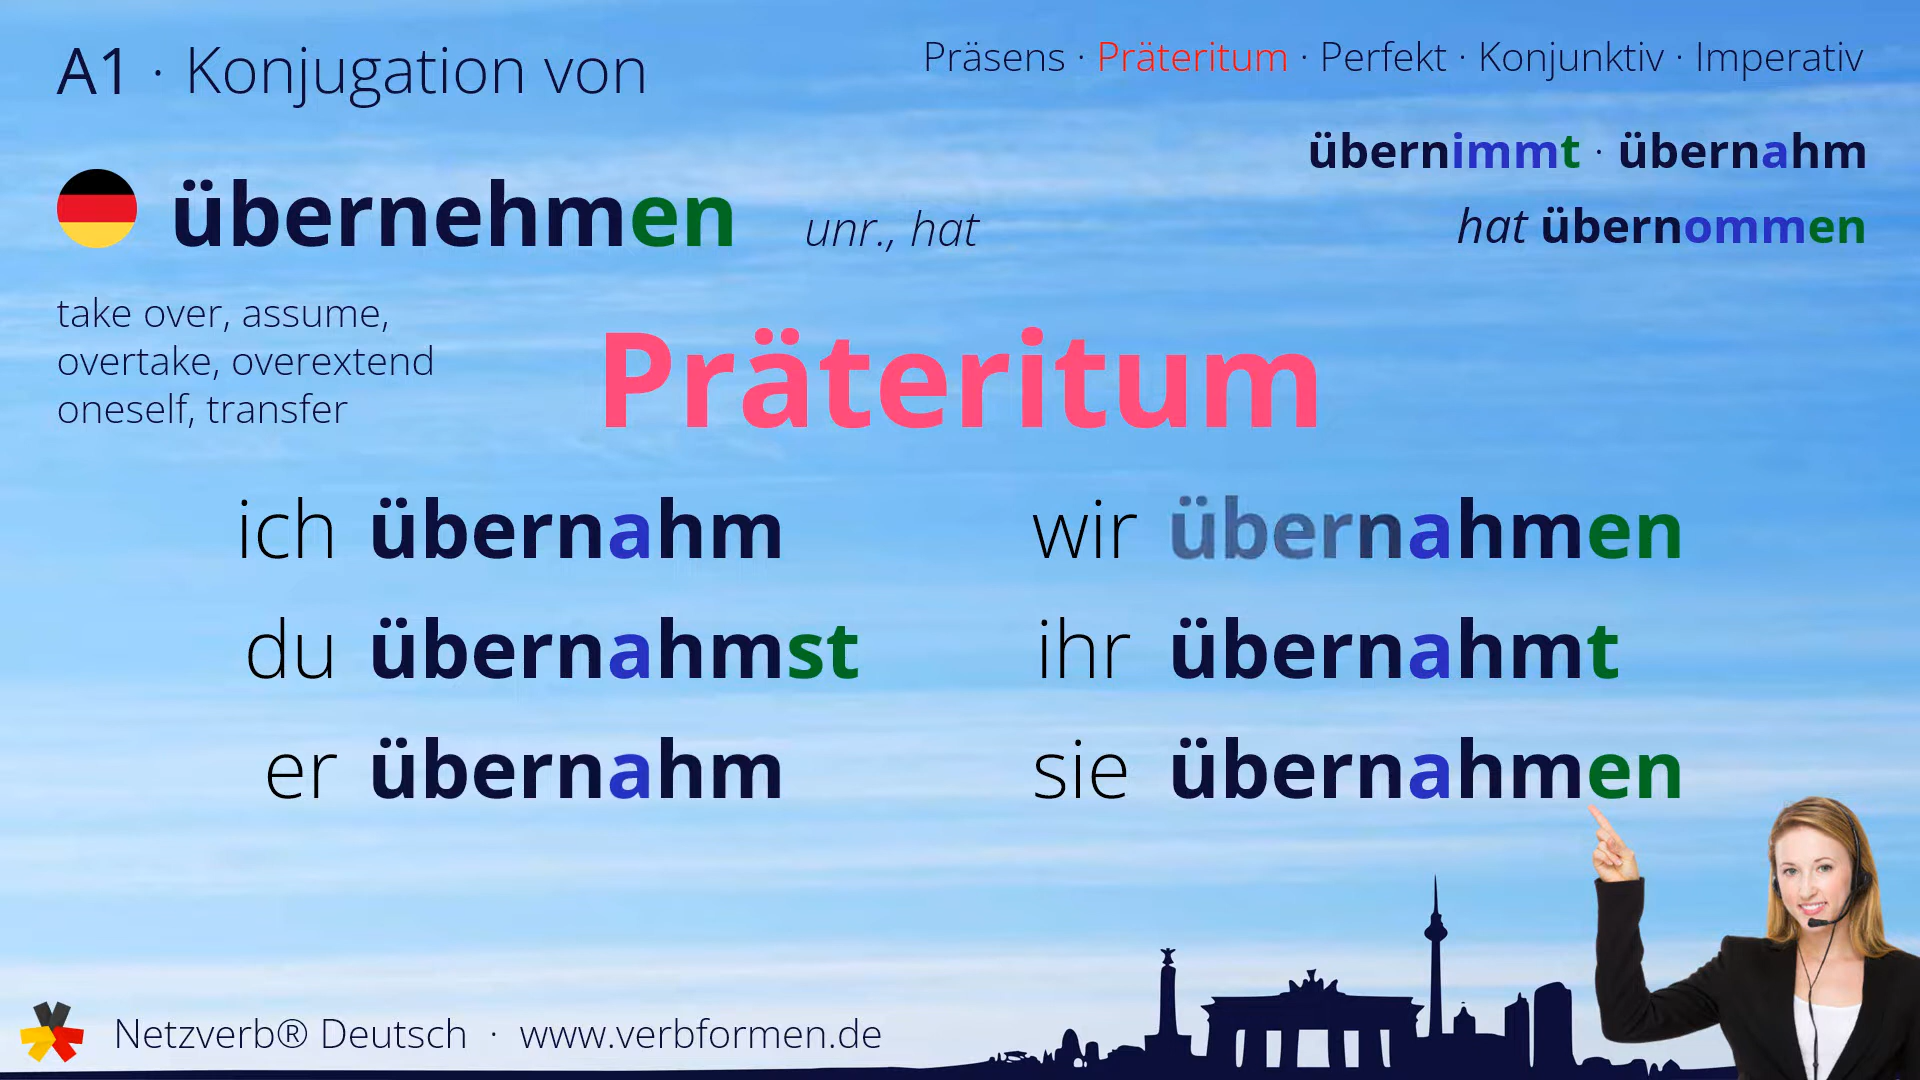 A1 · Konjugation von
Präsens · Präteritum · Perfekt · Konjunktiv · Imperativ
übernehmen unr., hat
übernimmt · übernahm
hat übernommen
take over, assume,
overtake, overextend
oneself, transfer
Präteritum
ich übernahm
du übernahmst
er übernahm
wir übernahmen
ihr übernahmt
sie übernahmen
Netzverb® Deutsch · www.verbformen.de